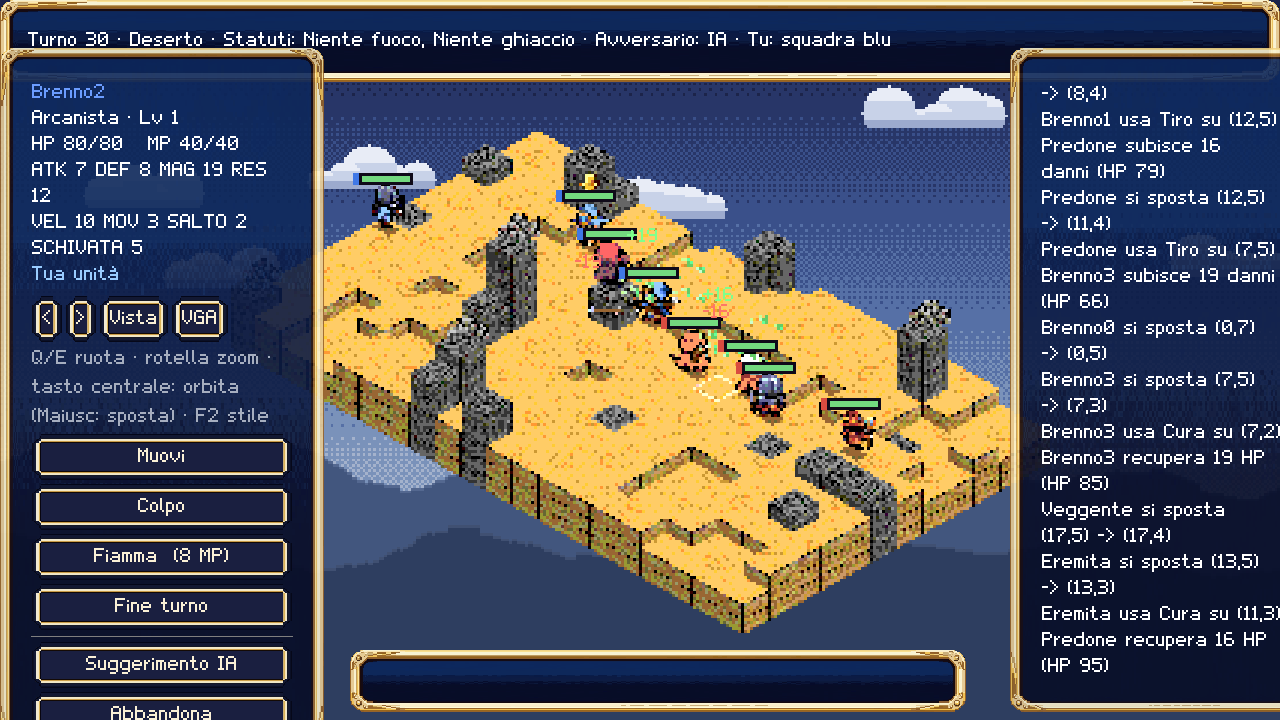 Turno 30 · Deserto · Statuti: Niente fuoco, Niente ghiaccio · Avversario: IA · Tu: squadra blu
Brenno2
Arcanista · Lv 1
HP 80/80 MP 40/40
ATK 7 DEF 8 MAG 19 RES
12
VEL 10 MOV 3 SALTO 2
SCHIVATA 5
Tua unità
< > Vista VGA
Q/E ruota · rotella zoom ·
tasto centrale: orbita
(Maiusc: sposta) · F2 stile
Muovi
Colpo
Fiamma (8 MP)
Fine turno
Suggerimento IA
Abbandona
-> (8,4)
Brenno1 usa Tiro su (12,5)
Predone subisce 16
danni (HP 79)
Predone si sposta (12,5)
-> (11,4)
Predone usa Tiro su (7,5)
Brenno3 subisce 19 danni
(HP 66)
Brenno0 si sposta (0,7)
-> (0,5)
Brenno3 si sposta (7,5)
-> (7,3)
Brenno3 usa Cura su (7,2)
Brenno3 recupera 19 HP
(HP 85)
Veggente si sposta
(17,5) -> (17,4)
Eremita si sposta (13,5)
-> (13,3)
Eremita usa Cura su (11,3)
Predone recupera 16 HP
(HP 95)